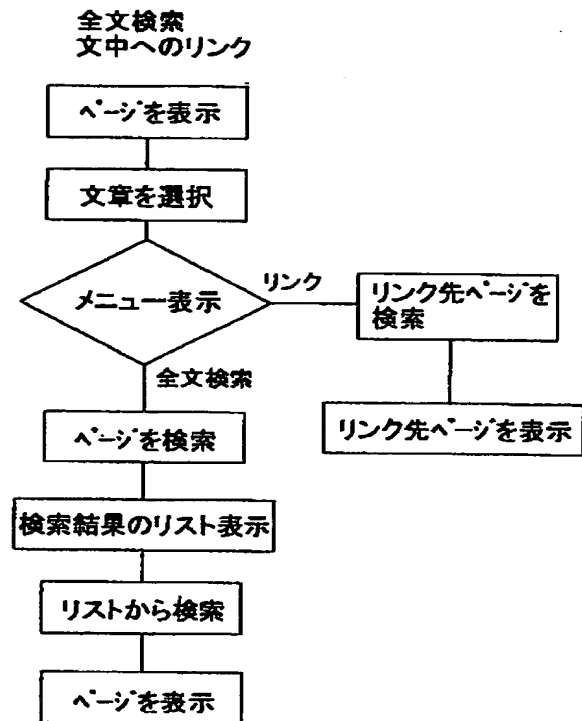 全文検索
文中へのリンク
ページを表示
文章を選択
メニュー表示
リンク
リンク先ページを
検索
リンク先ページを表示
全文検索
ページを検索
検索結果のリスト表示
リストから検索
ページを表示